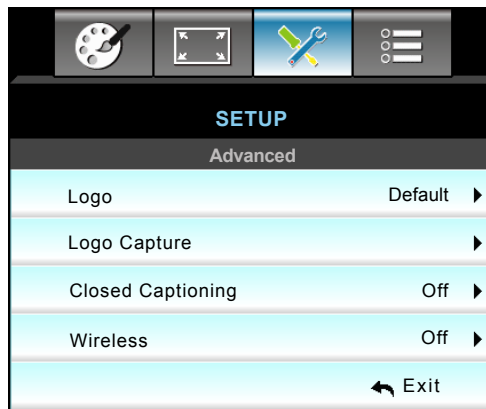 SETUP
Advanced
Logo Default
Logo Capture
Closed Captioning Off
Wireless Off
Exit